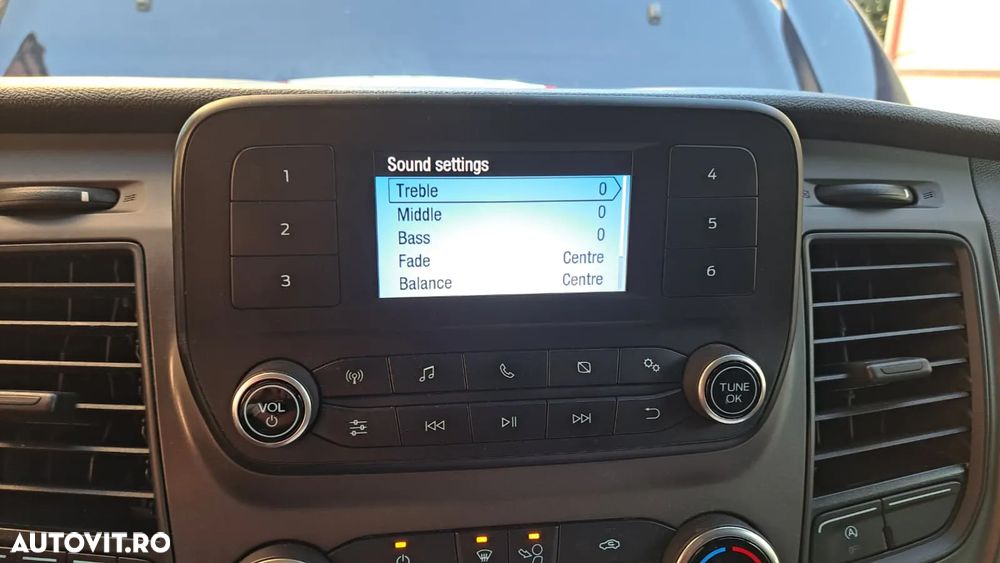 Sound settings
Treble 0
Middle 0
Bass 0
Fade Centre
Balance Centre
1
2
3
4
5
6
VOL
TUNE
OK
A
AUTOVIT.RO